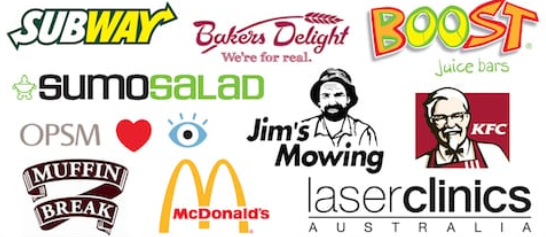 SUBWAY
Bakers Delight
We're for real.
BOOST
juice bars
sumosalad
OPSM
Jim's
Mowing
KFC
MUFFIN
BREAK
McDonald's
laserclinics
AUSTRALIA